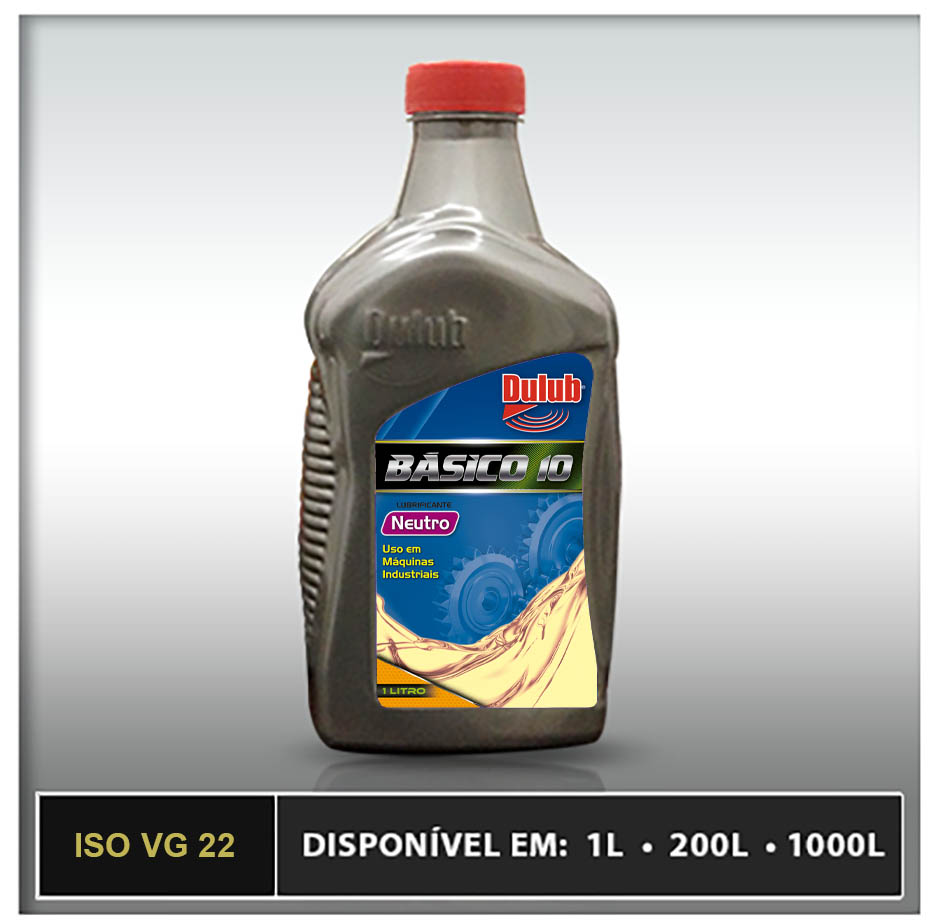 Dulub
Dulub
BÁSICO 10
LUBRIFICANTE
Neutro
Uso em
Máquinas
Industriais
1 LITRO
ISO VG 22
DISPONÍVEL EM: 1L • 200L • 1000L